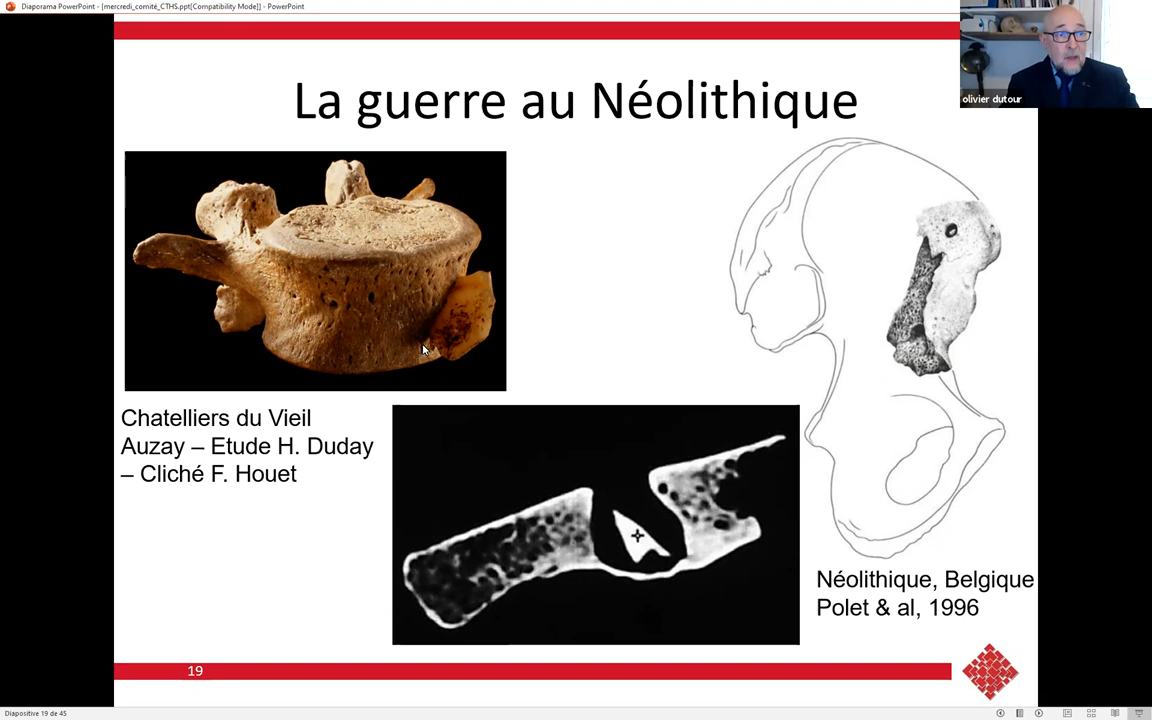 Diaporama PowerPoint - [mercredi_comité_CTHS.ppt[Compatibility Mode]] - PowerPoint
olivier dutour
La guerre au Néolithique
Chatelliers du Vieil
Auzay – Etude H. Duday
– Cliché F. Houet
Néolithique, Belgique
Polet & al, 1996
19
Diapositive 19 de 45